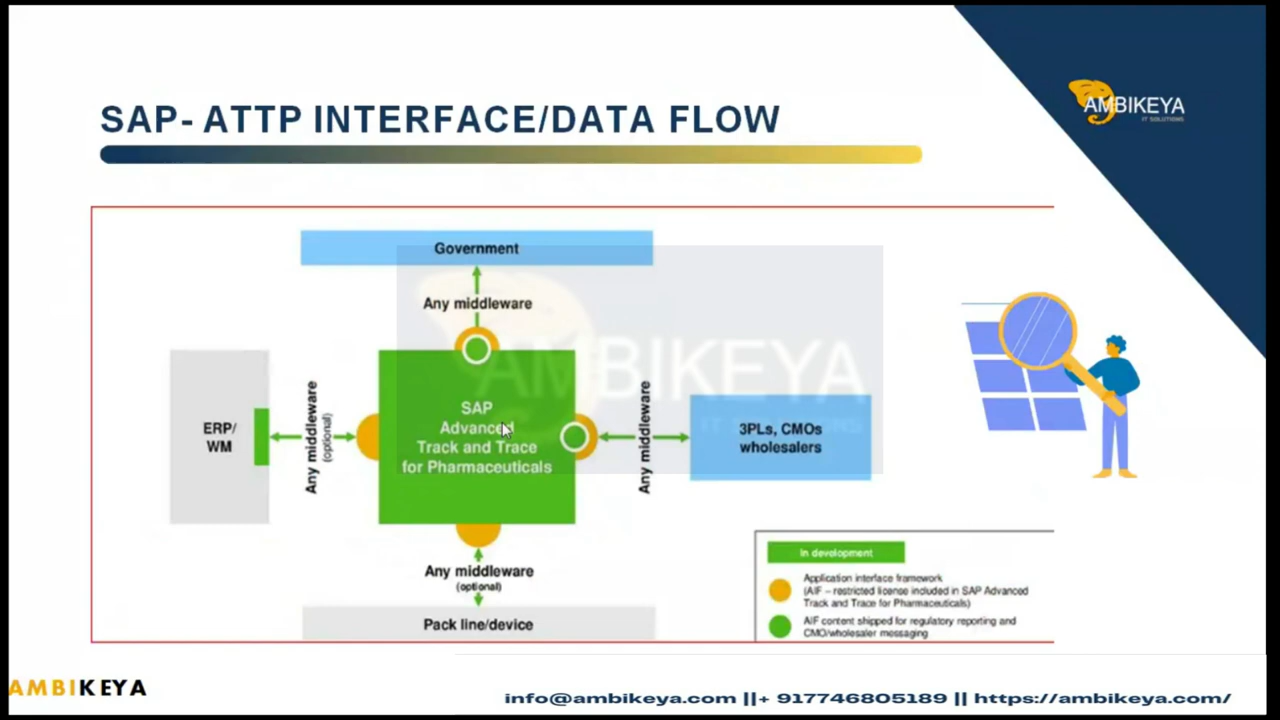 SAP- ATTP INTERFACE/DATA FLOW
AMBIKEYA
IT SOLUTIONS
Government
Any middleware
AMBIKEYA
IT SOLUTIONS
ERP/
WM
Any middleware
(optional)
SAP
Advanced
Track and Trace
for Pharmaceuticals
Any middleware
3PLs, CMOs
wholesalers
Any middleware
(optional)
Pack line/device
In development
Application interface framework
(AIF – restricted license included in SAP Advanced
Track and Trace for Pharmaceuticals)
AIF content shipped for regulatory reporting and
CMO/wholesaler messaging
AMBIKEYA
info@ambikeya.com ||+ 917746805189 || https://ambikeya.com/